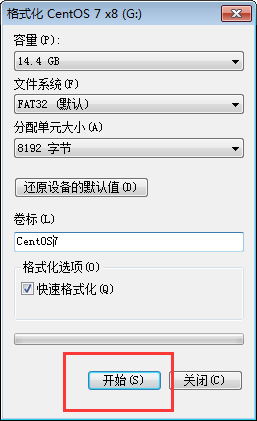 格式化 CentOS 7 x8 (G:)
容量(P):
14.4 GB
文件系统(F)
FAT32 (默认)
分配单元大小(A)
8192 字节
还原设备的默认值(D)
卷标(L)
CentOS7
格式化选项(O)
快速格式化(Q)
开始(S) 关闭(C)